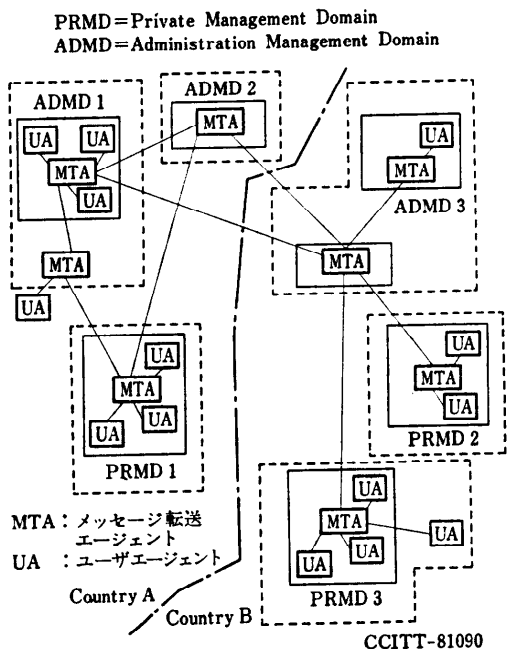 PRMD=Private Management Domain
ADMD=Administration Management Domain
ADMD 1
UA
UA
MTA
UA
MTA
UA
ADMD 2
MTA
UA
MTA
ADMD 3
MTA
UA
MTA
UA
UA
PRMD 1
UA
MTA
UA
PRMD 2
UA
MTA
UA
UA
UA
PRMD 3
MTA：メッセージ転送
エージェント
UA：ユーザエージェント
Country A
Country B
CCITT-81090